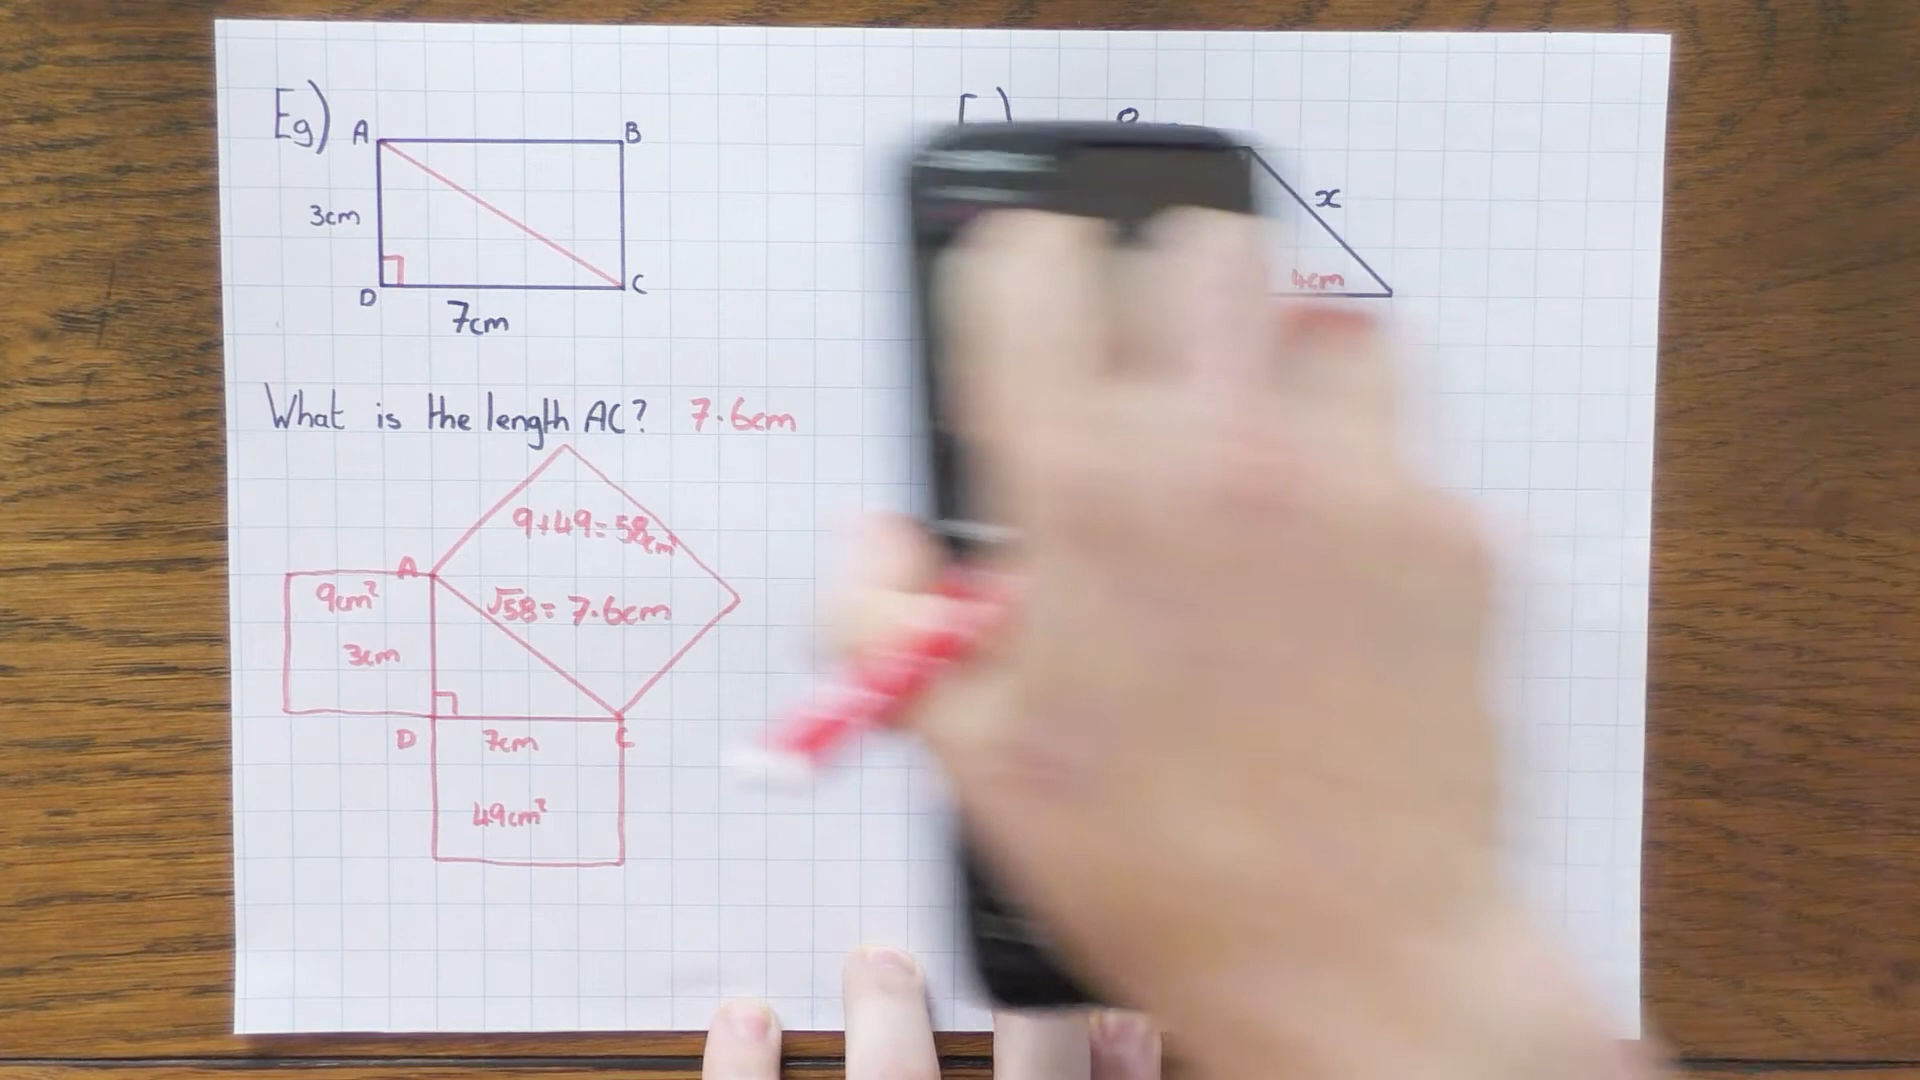 Eg)
A
B
3cm
D
C
7cm
What is the length AC? 7.6cm
9+49=58cm²
A
9cm²
√58= 7.6cm
3cm
D
7cm
C
49cm²
x
4cm